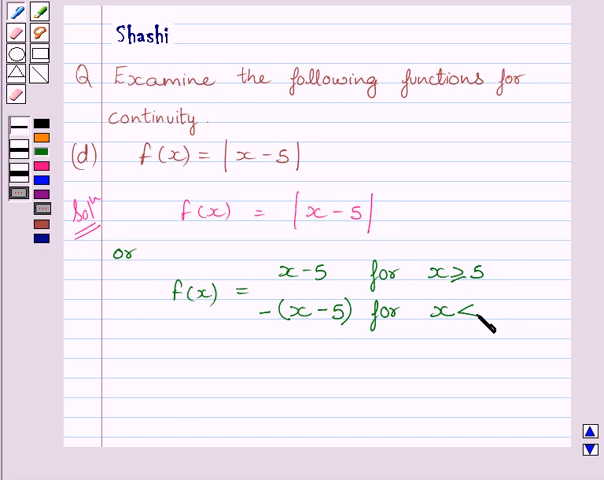 Shashi
Q Examine the following functions for
continuity.
(d) f(x) = |x - 5|
Solⁿ f(x) = |x - 5|
or
x - 5 for x ≥ 5
f(x) =
- (x - 5) for x <